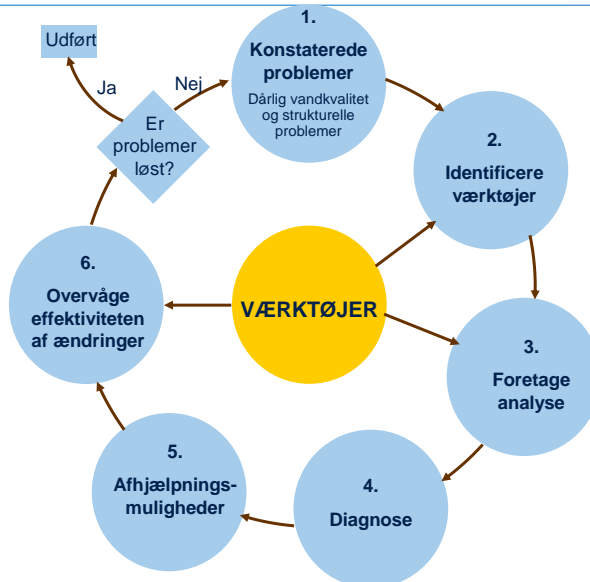 Udført
Ja
Nej
Er
problemer
løst?
1.
Konstaterede
problemer
Dårlig vandkvalitet
og strukturelle
problemer
2.
Identificere
værktøjer
3.
Foretage
analyse
4.
Diagnose
5.
Afhjælpnings-
muligheder
6.
Overvåge
effektiviteten
af ændringer
VÆRKTØJER